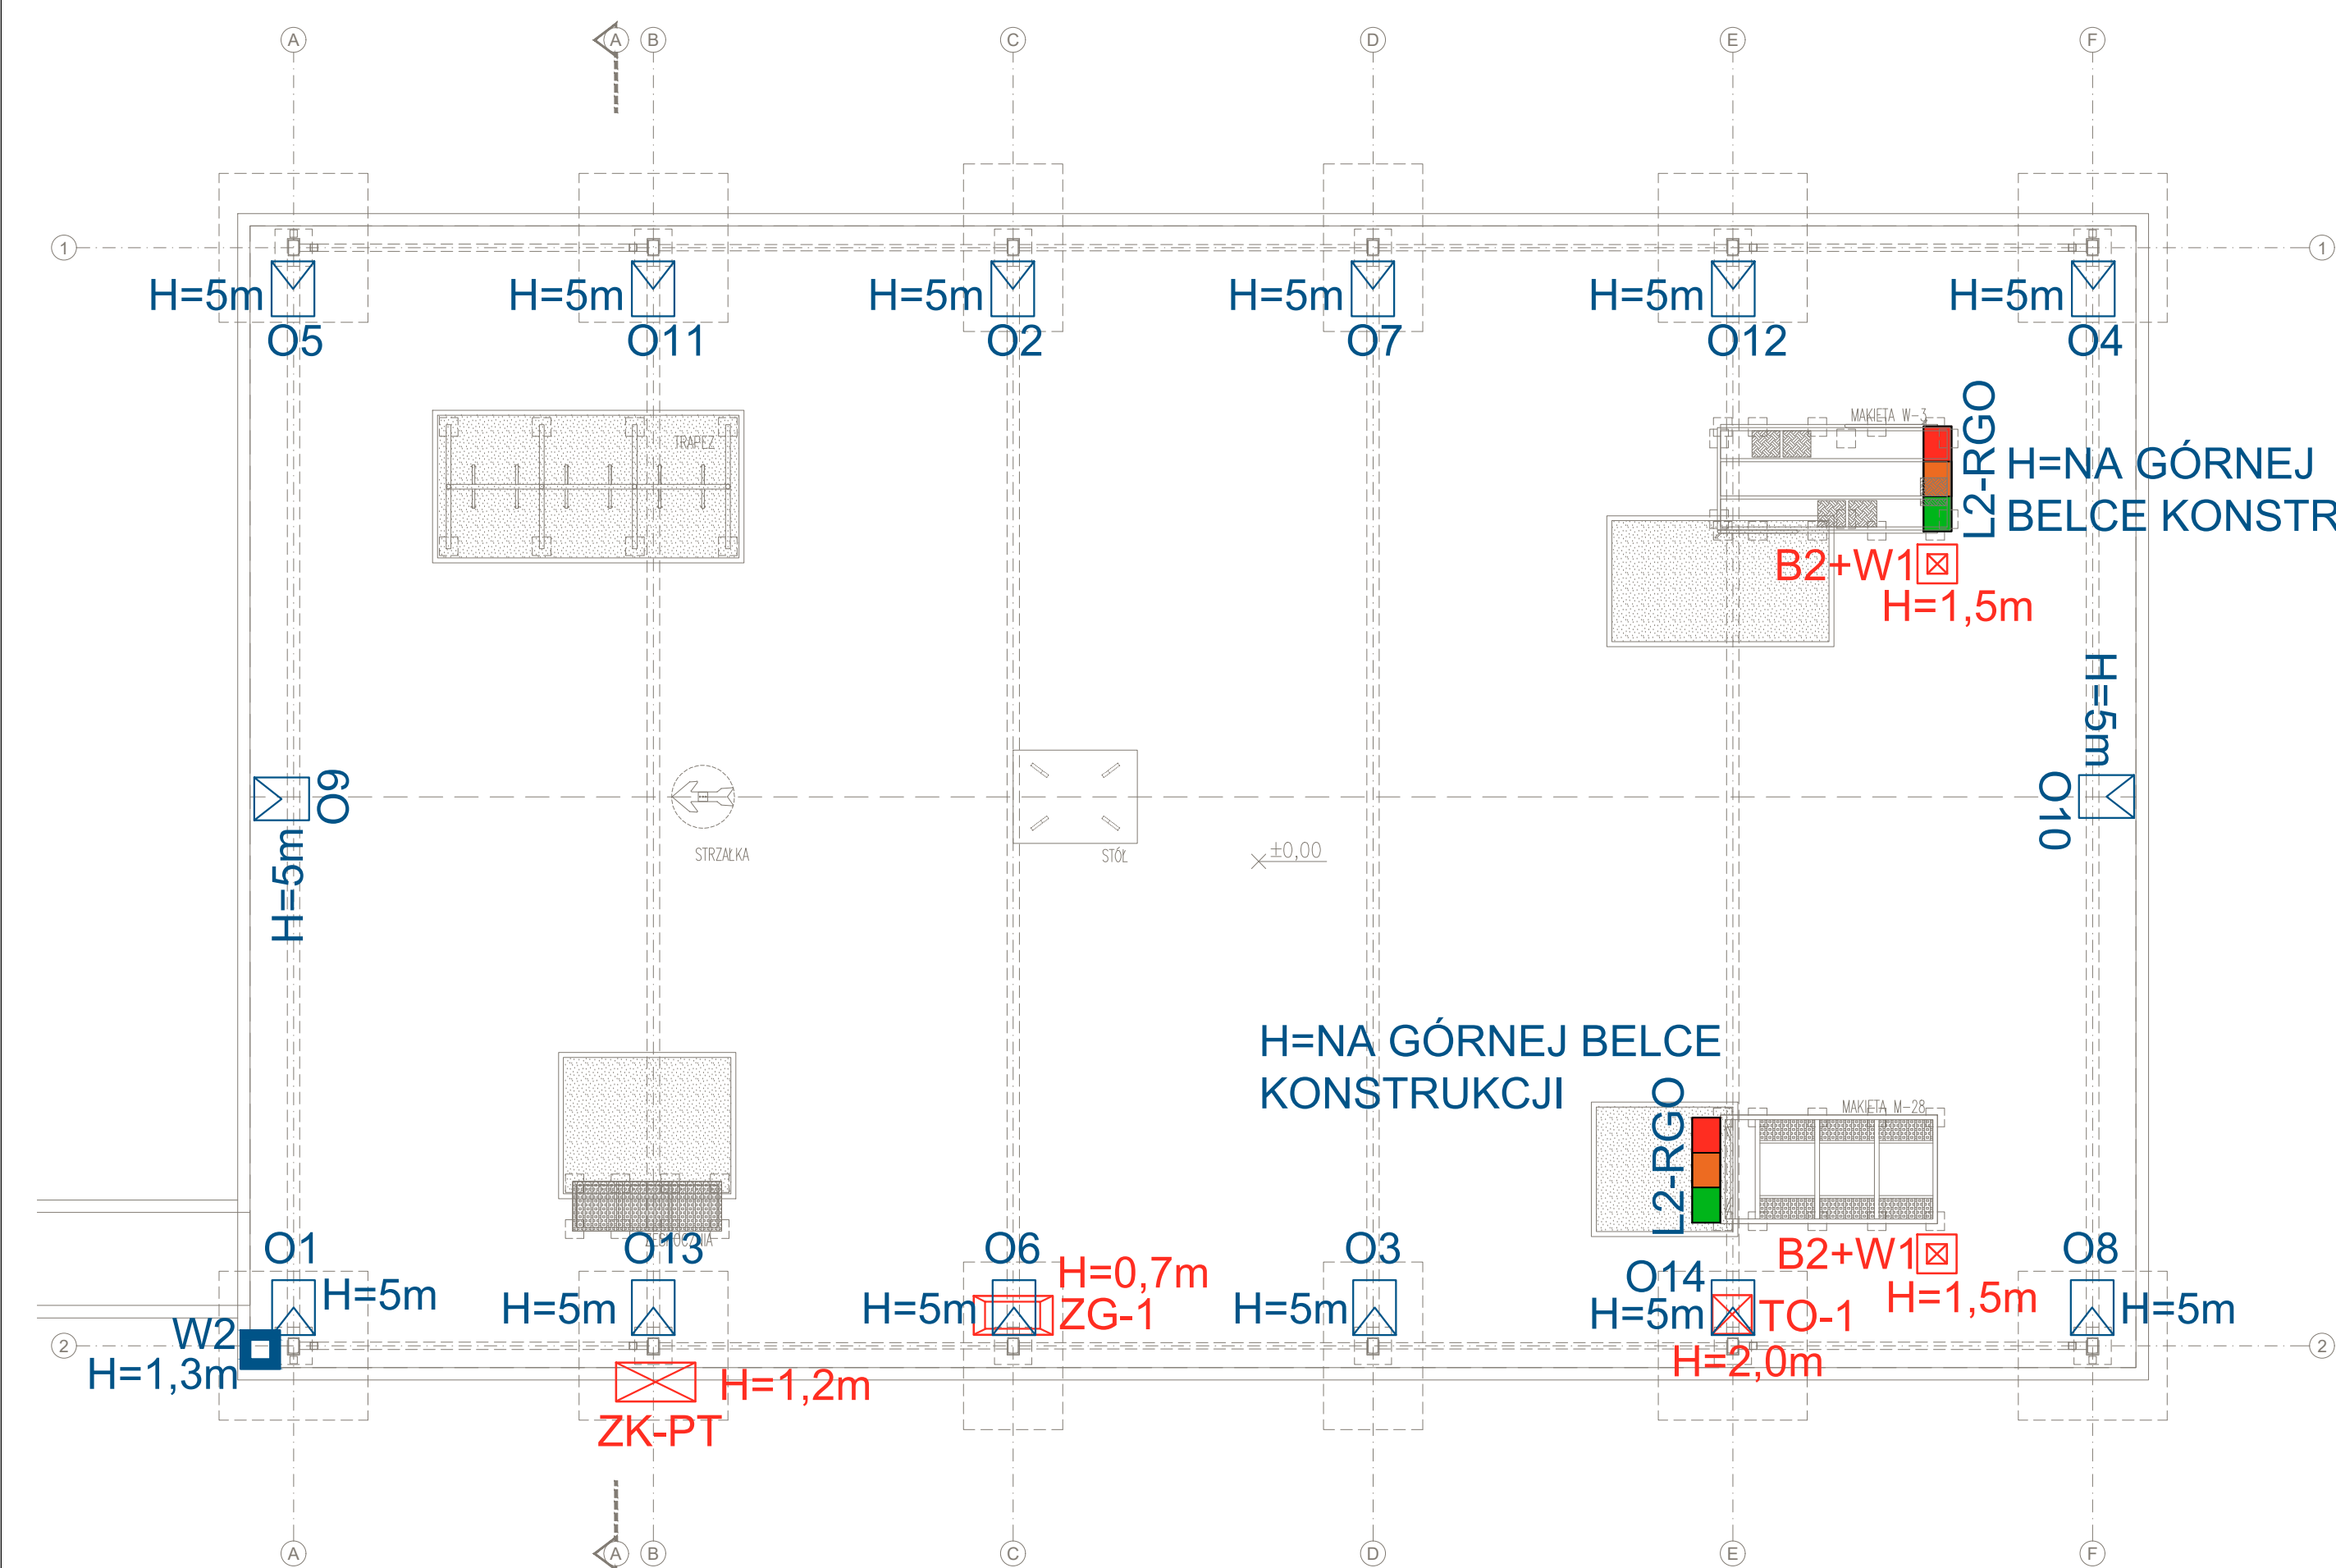 A
A
B
C
D
E
F
1
1
H=5m
H=5m
H=5m
H=5m
H=5m
H=5m
O5
O11
O2
O7
O12
O4
TRAPEZ
MAKIETA W-3
L2-RGO
H=NA GÓRNEJ
BELCE KONSTR
B2+W1
H=1,5m
H=5m
O9
H=5m
O10
STRZAŁKA
STÓŁ
±0,00
H=NA GÓRNEJ BELCE
KONSTRUKCJI
L2-RGO
MAKIETA M-28
O1
O13
O6
O3
O14
O8
B2+W1
H=1,5m
H=5m
H=5m
H=5m
H=0,7m
ZG-1
H=5m
H=5m
TO-1
H=2,0m
H=5m
W2
H=1,3m
2
2
H=1,2m
ZK-PT
A
A
B
C
D
E
F